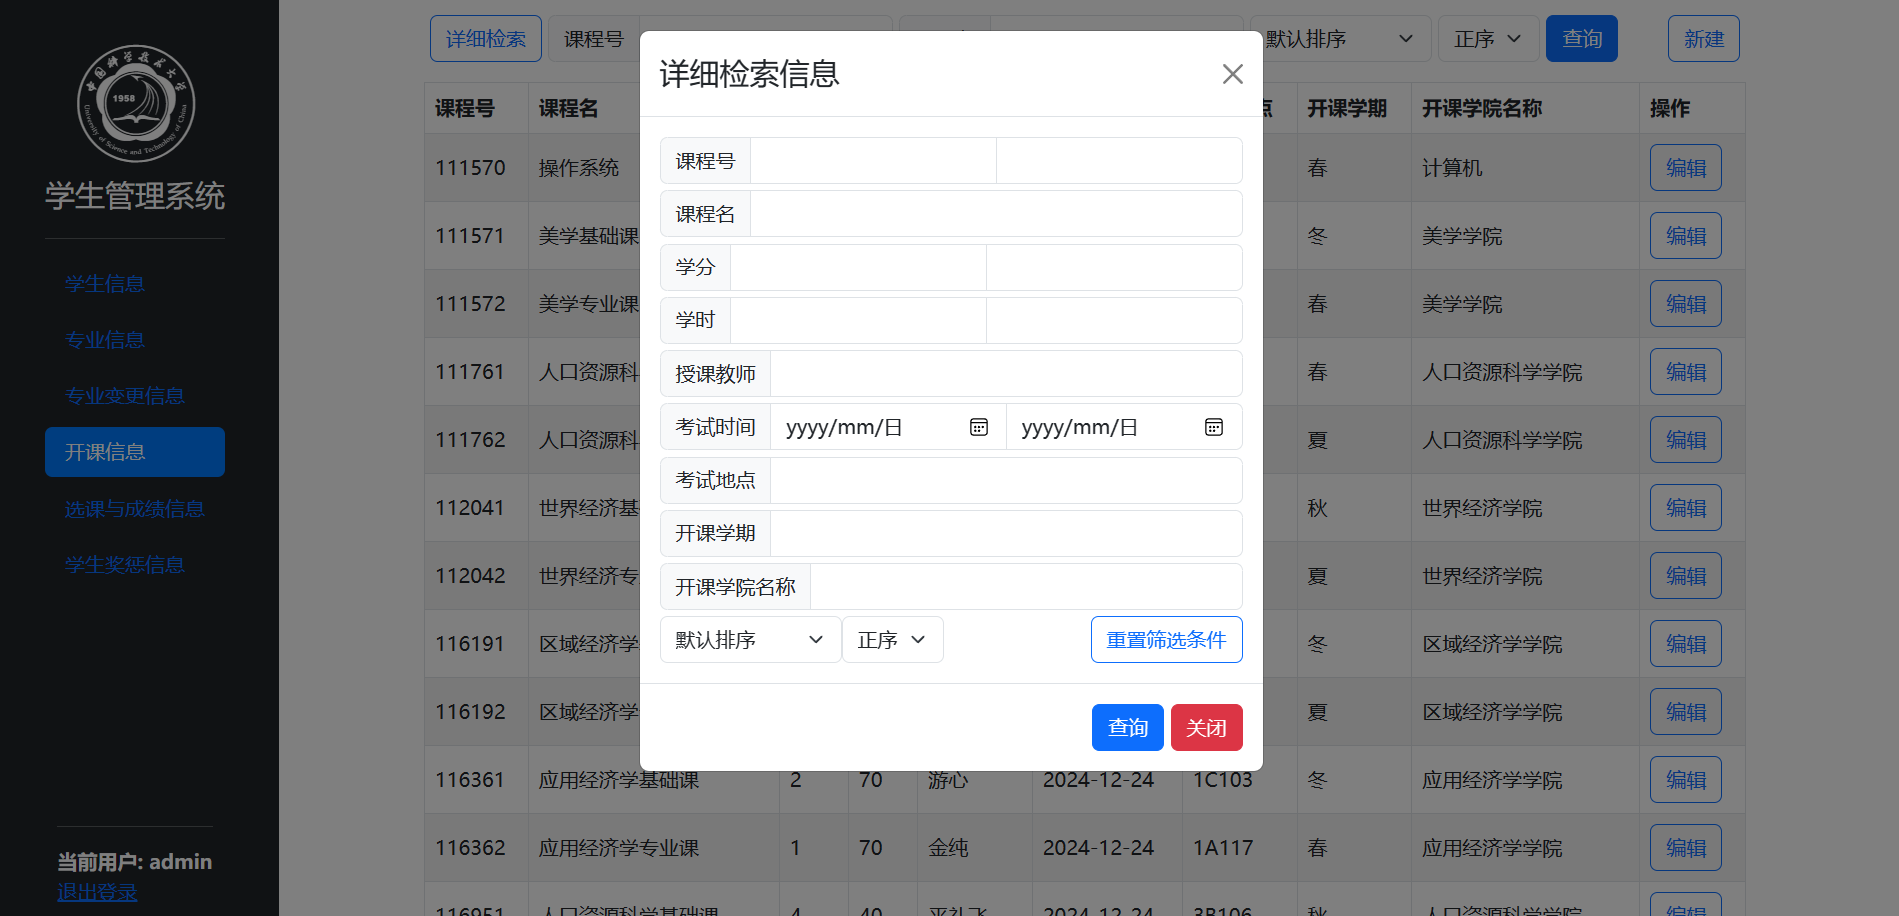 中国科学技术大学
1958
University of Science and Technology of China
学生管理系统
学生信息
专业信息
专业变更信息
开课信息
选课与成绩信息
学生奖惩信息
当前用户: admin
退出登录
详细检索 课程号 默认排序 正序 查询 新建
课程号 课程名 点 开课学期 开课学院名称 操作
111570 操作系统 春 计算机 编辑
111571 美学基础课 冬 美学学院 编辑
111572 美学专业课 春 美学学院 编辑
111761 人口资源科 春 人口资源科学学院 编辑
111762 人口资源科 夏 人口资源科学学院 编辑
112041 世界经济基 秋 世界经济学院 编辑
112042 世界经济专 夏 世界经济学院 编辑
116191 区域经济学 冬 区域经济学学院 编辑
116192 区域经济学 夏 区域经济学学院 编辑
116361 应用经济学基础课 2 70 游心 2024-12-24 1C103 冬 应用经济学学院 编辑
116362 应用经济学专业课 1 70 金纯 2024-12-24 1A117 春 应用经济学学院 编辑
116951 人口资源科学基础课 4 40 2024-12-24 3B106 秋 人口资源科学学院 编辑
详细检索信息
课程号
课程名
学分
学时
授课教师
考试时间 yyyy/mm/日 yyyy/mm/日
考试地点
开课学期
开课学院名称
默认排序 正序 重置筛选条件
查询 关闭